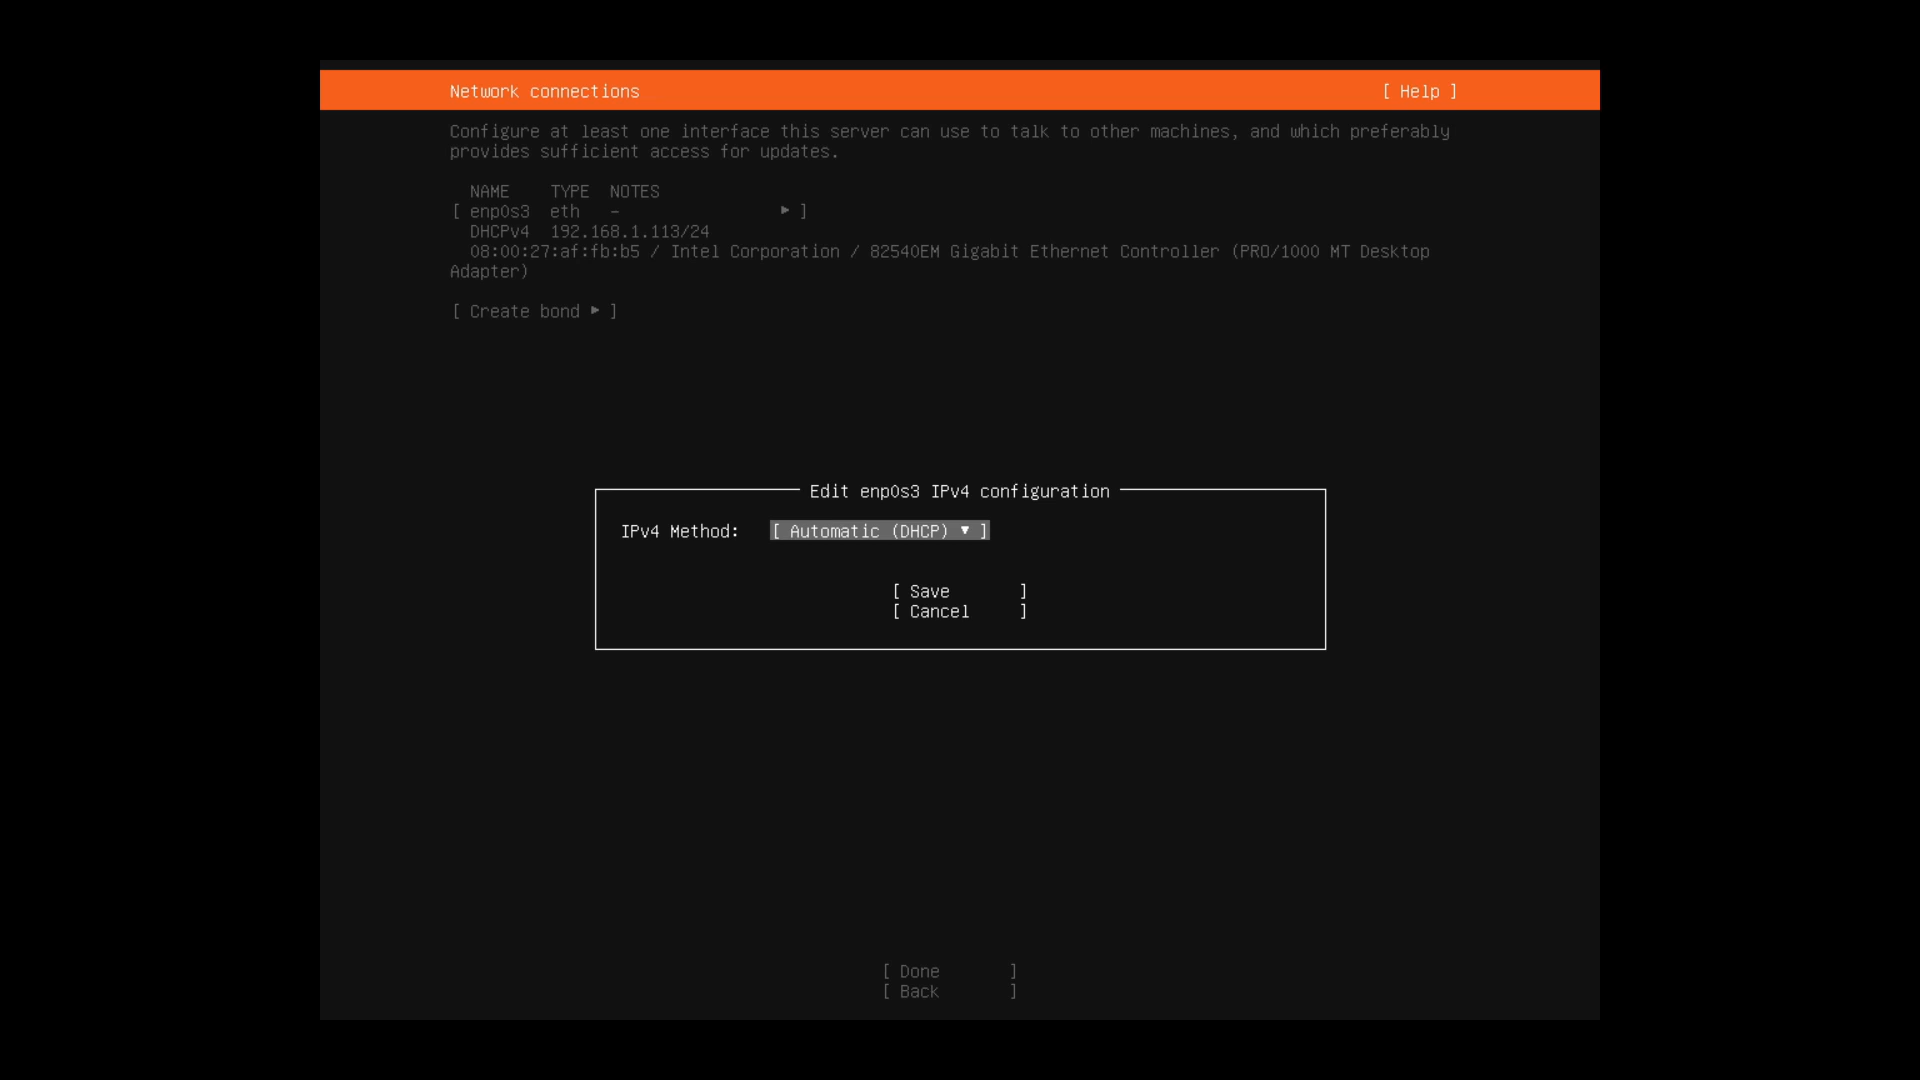 Network connections [ Help ]
Configure at least one interface this server can use to talk to other machines, and which preferably
provides sufficient access for updates.
NAME TYPE NOTES
[ enp0s3 eth – ▸ ]
DHCPv4 192.168.1.113/24
08:00:27:af:fb:b5 / Intel Corporation / 82540EM Gigabit Ethernet Controller (PRO/1000 MT Desktop
Adapter)
[ Create bond ▸ ]
Edit enp0s3 IPv4 configuration
IPv4 Method: [ Automatic (DHCP) ▾ ]
[ Save ]
[ Cancel ]
[ Done ]
[ Back ]